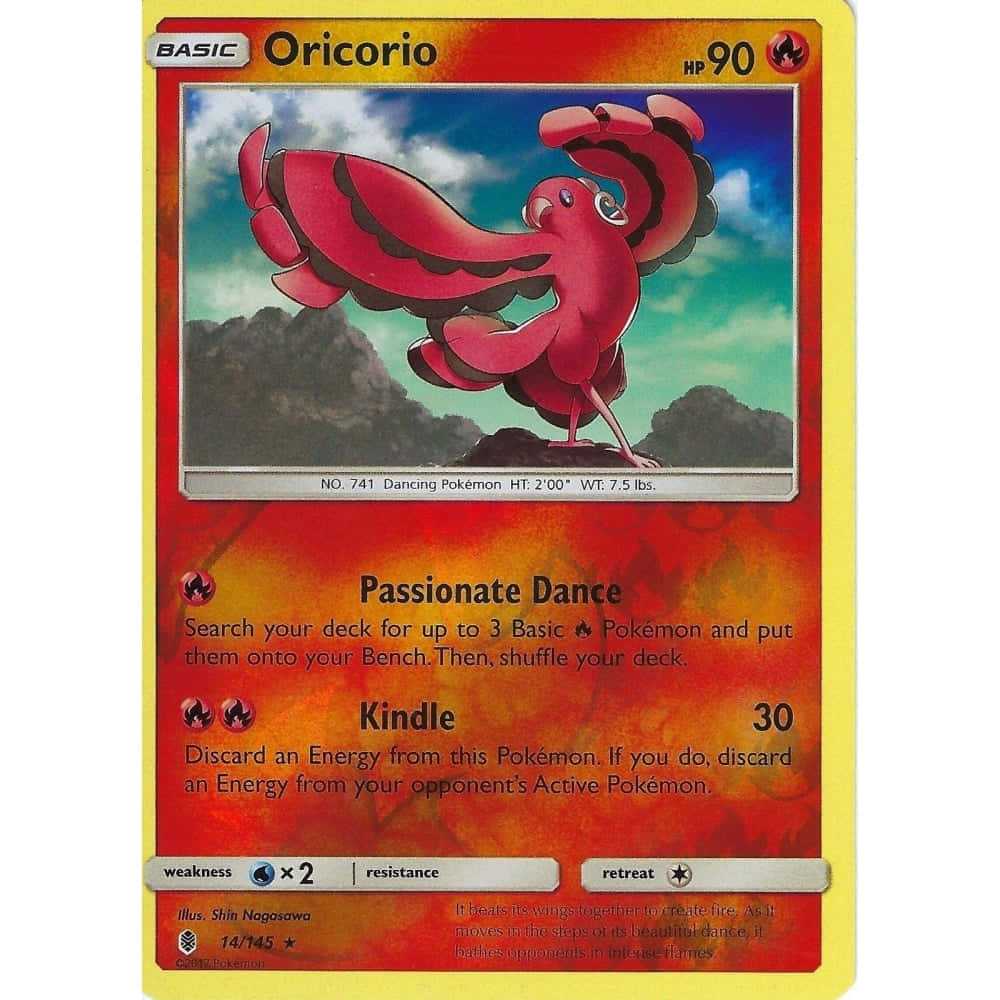 BASIC Oricorio HP 90
NO. 741 Dancing Pokémon HT: 2'00" WT: 7.5 lbs.
Passionate Dance
Search your deck for up to 3 Basic Pokémon and put
them onto your Bench. Then, shuffle your deck.
Kindle 30
Discard an Energy from this Pokémon. If you do, discard
an Energy from your opponent's Active Pokémon.
weakness ×2 resistance retreat
Illus. Shin Nagasawa
14/145 ★
©2017 Pokémon
It beats its wings together to create fire. As it
moves in the steps of its beautiful dance, it
bathes opponents in intense flames.